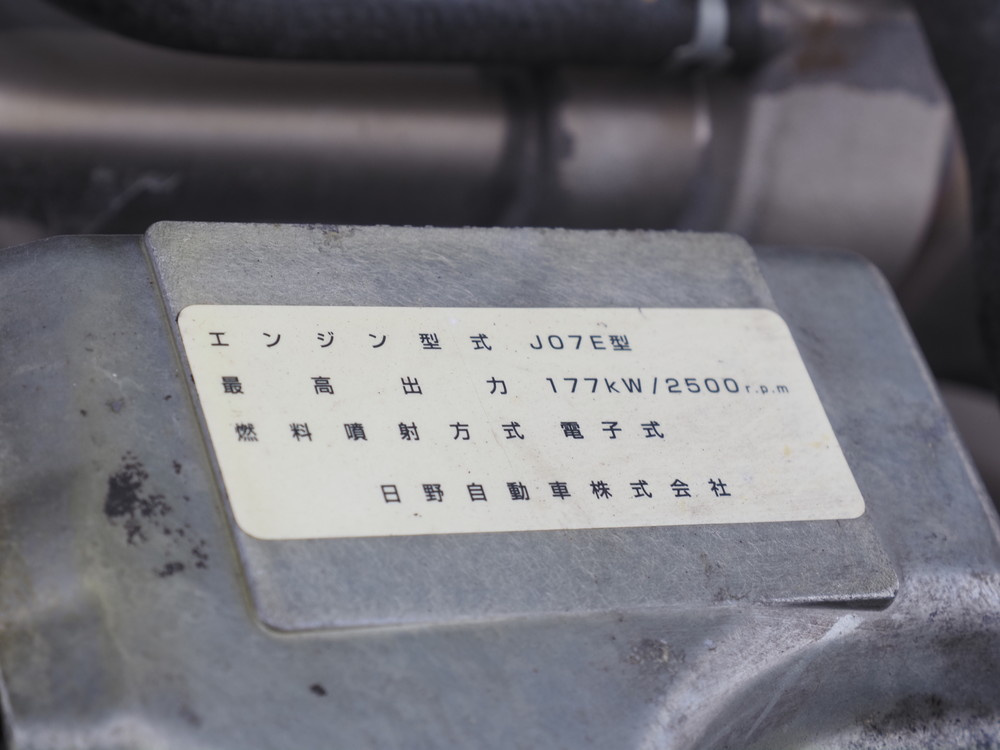 エンジン型式 J07E型
最高出力 177kW/2500r.p.m
燃料噴射方式 電子式
日野自動車株式会社